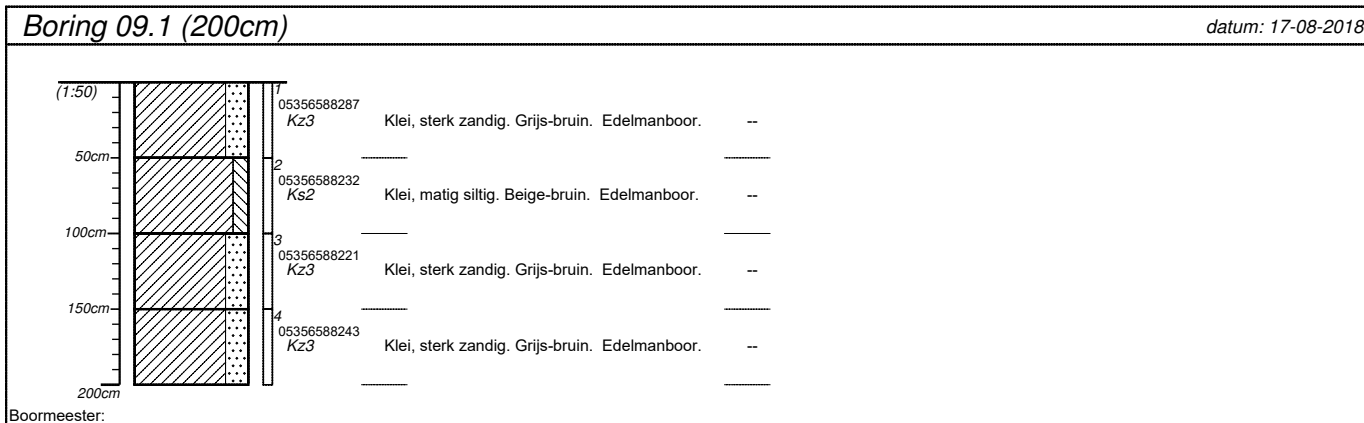 Boring 09.1 (200cm) datum: 17-08-2018
(1:50)
1
05356588287
Kz3 Klei, sterk zandig. Grijs-bruin. Edelmanboor. --
50cm
2
05356588232
Ks2 Klei, matig siltig. Beige-bruin. Edelmanboor. --
100cm
3
05356588221
Kz3 Klei, sterk zandig. Grijs-bruin. Edelmanboor. --
150cm
4
05356588243
Kz3 Klei, sterk zandig. Grijs-bruin. Edelmanboor. --
200cm
Boormeester: